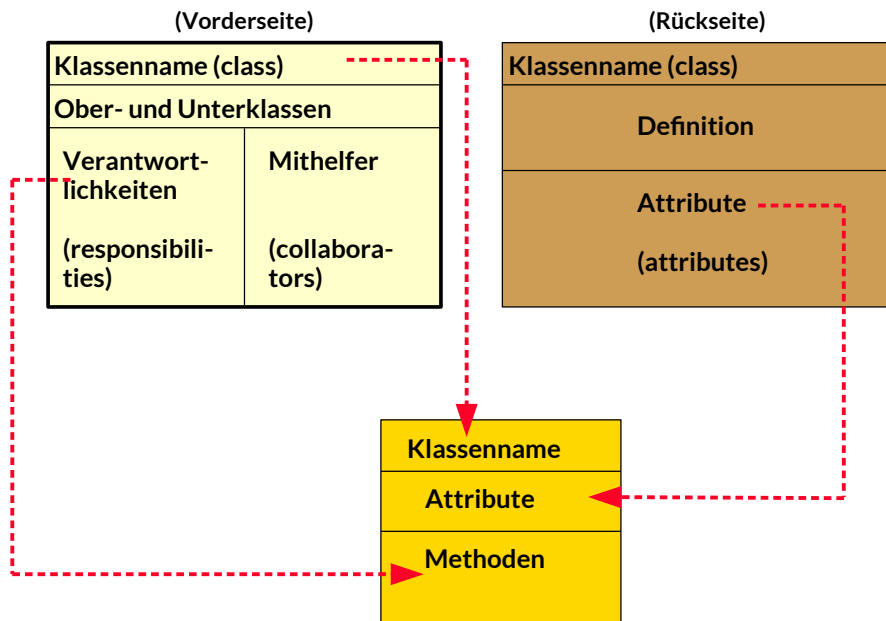 (Vorderseite)
Klassenname (class)
Ober- und Unterklassen
Verantwort-
lichkeiten
(responsibili-
ties)
Mithelfer
(collabora-
tors)
(Rückseite)
Klassenname (class)
Definition
Attribute
(attributes)
Klassenname
Attribute
Methoden